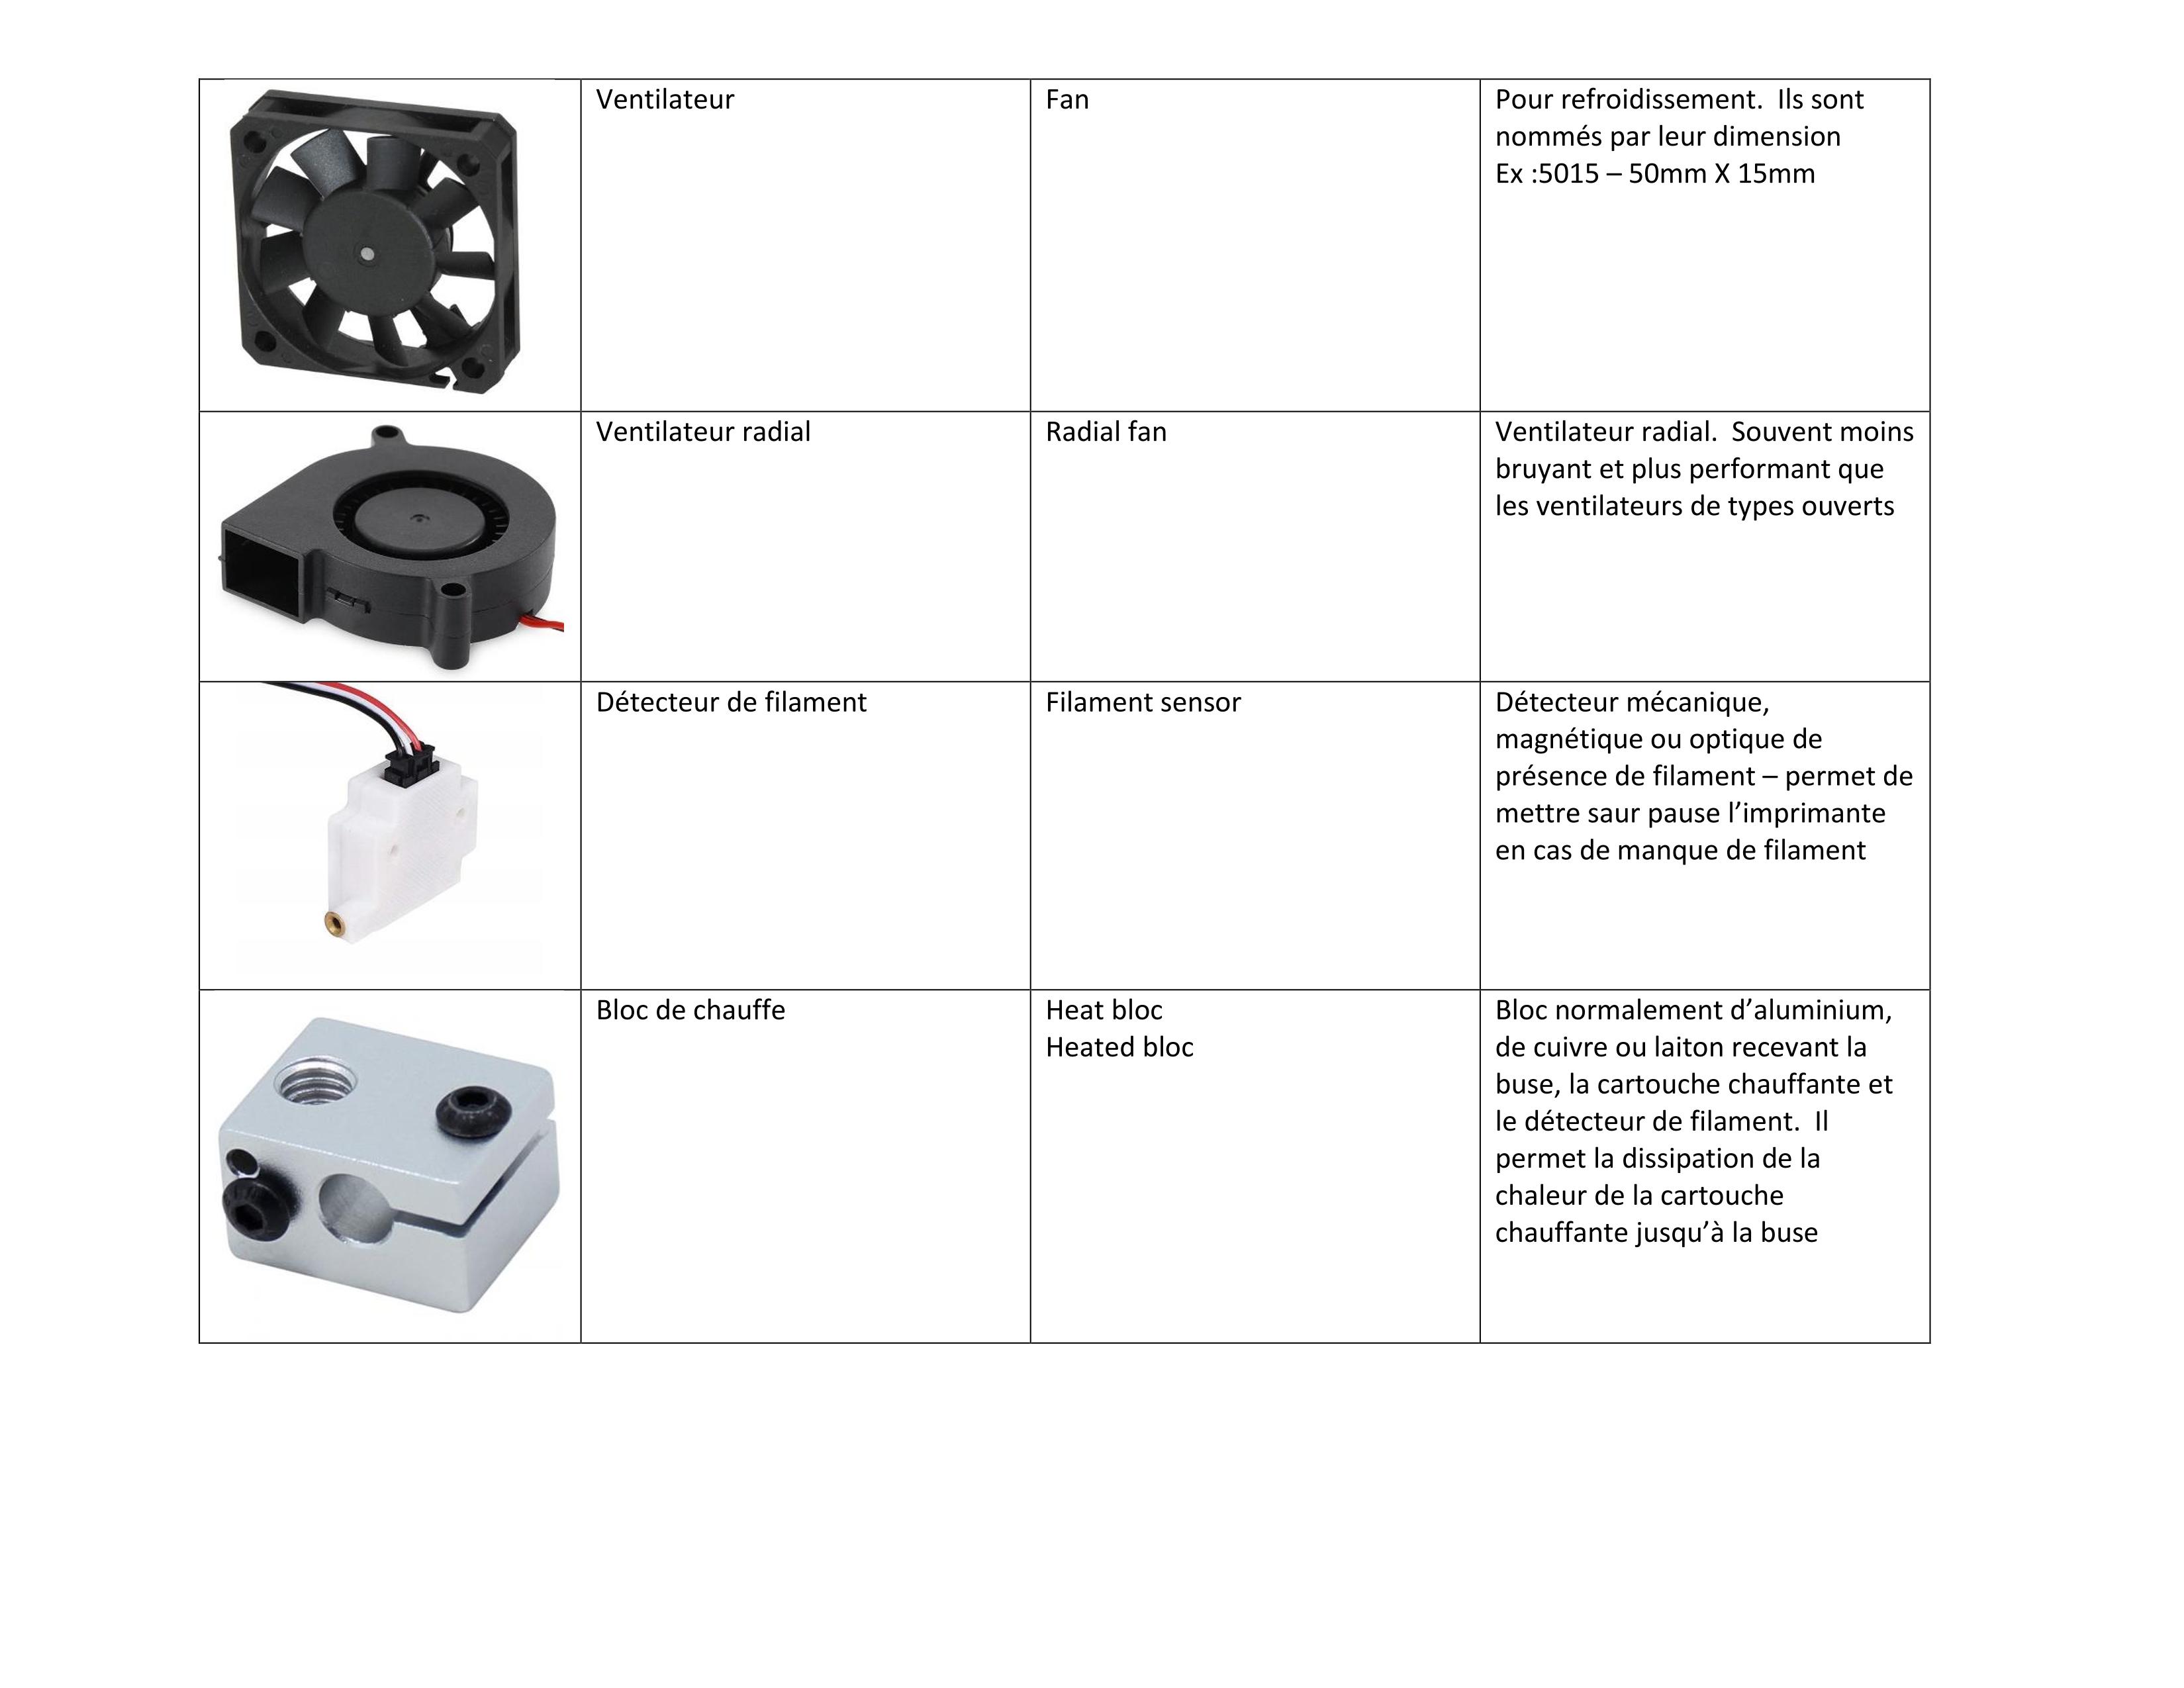 Ventilateur
Fan
Pour refroidissement.  Ils sont
nommés par leur dimension
Ex :5015 – 50mm X 15mm
Ventilateur radial
Radial fan
Ventilateur radial.  Souvent moins
bruyant et plus performant que
les ventilateurs de types ouverts
Détecteur de filament
Filament sensor
Détecteur mécanique,
magnétique ou optique de
présence de filament – permet de
mettre saur pause l’imprimante
en cas de manque de filament
Bloc de chauffe
Heat bloc
Heated bloc
Bloc normalement d’aluminium,
de cuivre ou laiton recevant la
buse, la cartouche chauffante et
le détecteur de filament.  Il
permet la dissipation de la
chaleur de la cartouche
chauffante jusqu’à la buse